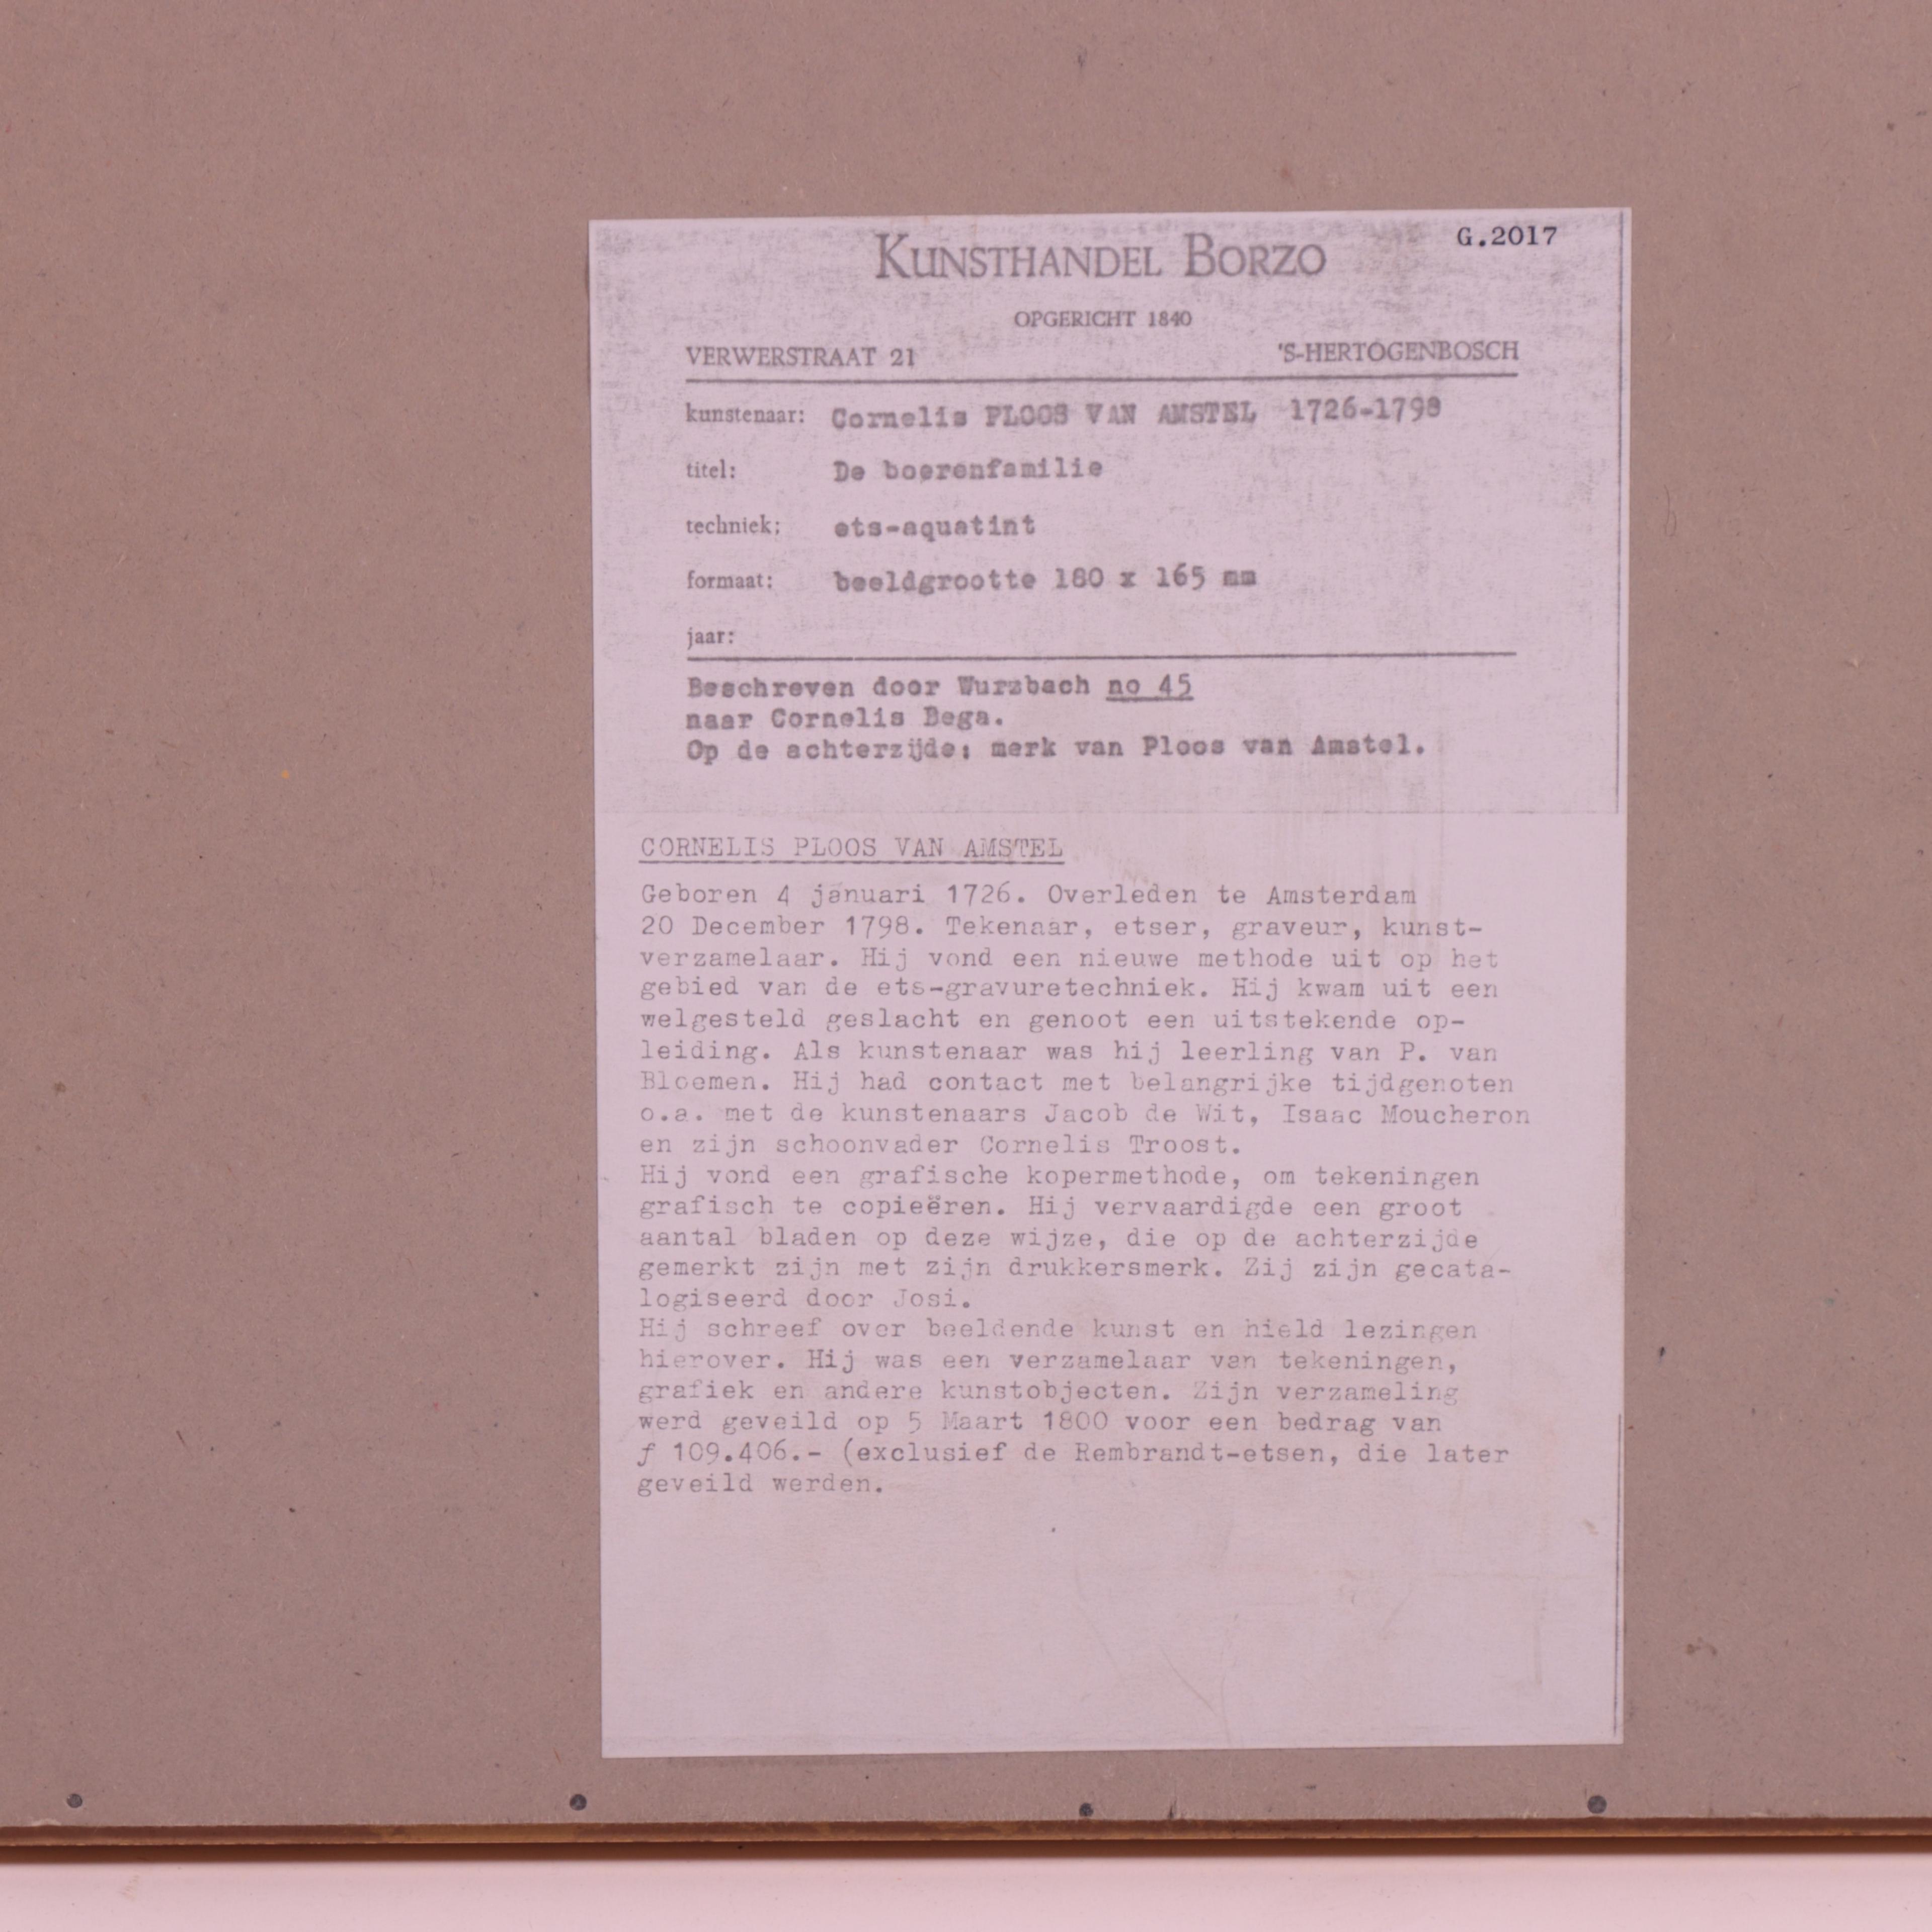 G.2017
KUNSTHANDEL BORZO
OPGERICHT 1840
VERWERSTRAAT 21 'S-HERTOGENBOSCH
kunstenaar: Cornelis PLOOS VAN AMSTEL 1726-1798
titel: De boerenfamilie
techniek: ets-aquatint
formaat: beeldgrootte 180 x 165 mm
jaar:
Beschreven door Wurzbach no 45
naar Cornelis Bega.
Op de achterzijde: merk van Ploos van Amstel.
CORNELIS PLOOS VAN AMSTEL
Geboren 4 januari 1726. Overleden te Amsterdam
20 December 1798. Tekenaar, etser, graveur, kunst-
verzamelaar. Hij vond een nieuwe methode uit op het
gebied van de ets-gravuretechniek. Hij kwam uit een
welgesteld geslacht en genoot een uitstekende op-
leiding. Als kunstenaar was hij leerling van P. van
Bloemen. Hij had contact met belangrijke tijdgenoten
o.a. met de kunstenaars Jacob de Wit, Isaac Moucheron
en zijn schoonvader Cornelis Troost.
Hij vond een grafische kopermethode, om tekeningen
grafisch te copieëren. Hij vervaardigde een groot
aantal bladen op deze wijze, die op de achterzijde
gemerkt zijn met zijn drukkersmerk. Zij zijn gecata-
logiseerd door Josi.
Hij schreef over beeldende kunst en hield lezingen
hierover. Hij was een verzamelaar van tekeningen,
grafiek en andere kunstobjecten. Zijn verzameling
werd geveild op 5 Maart 1800 voor een bedrag van
ƒ 109.406.- (exclusief de Rembrandt-etsen, die later
geveild werden.